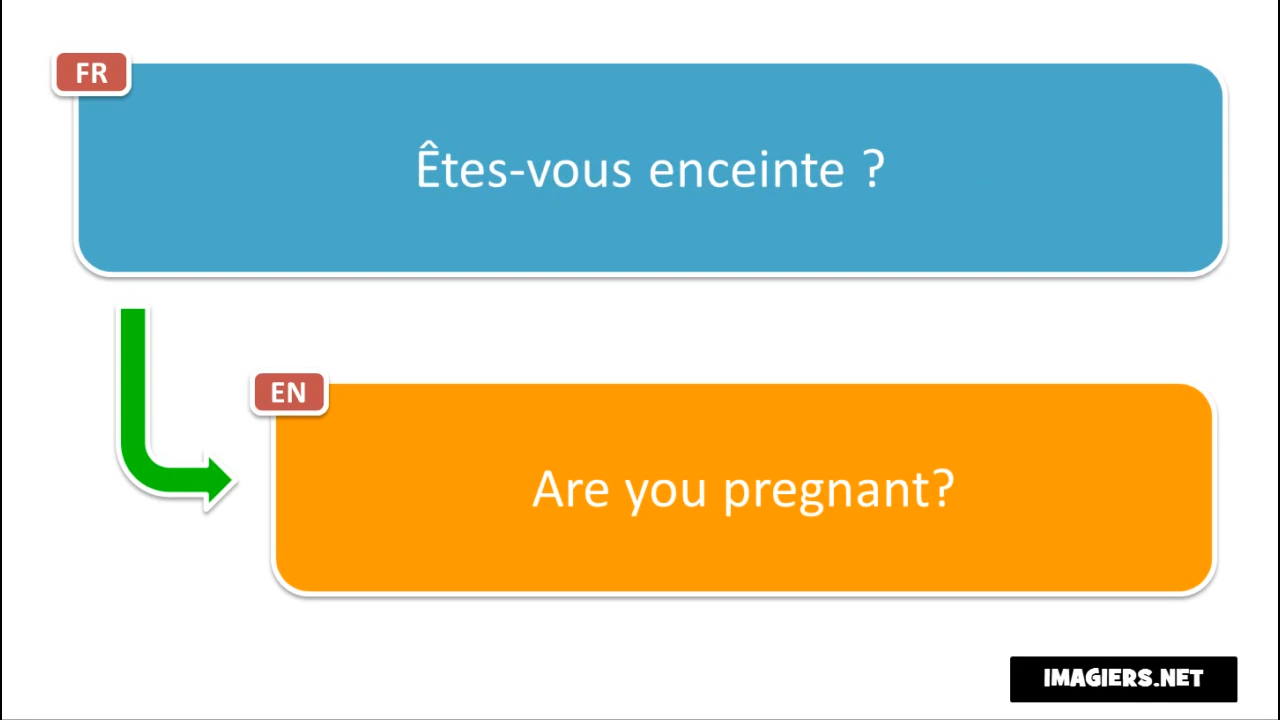 FR
Êtes-vous enceinte ?
EN
Are you pregnant?
IMAGIERS.NET